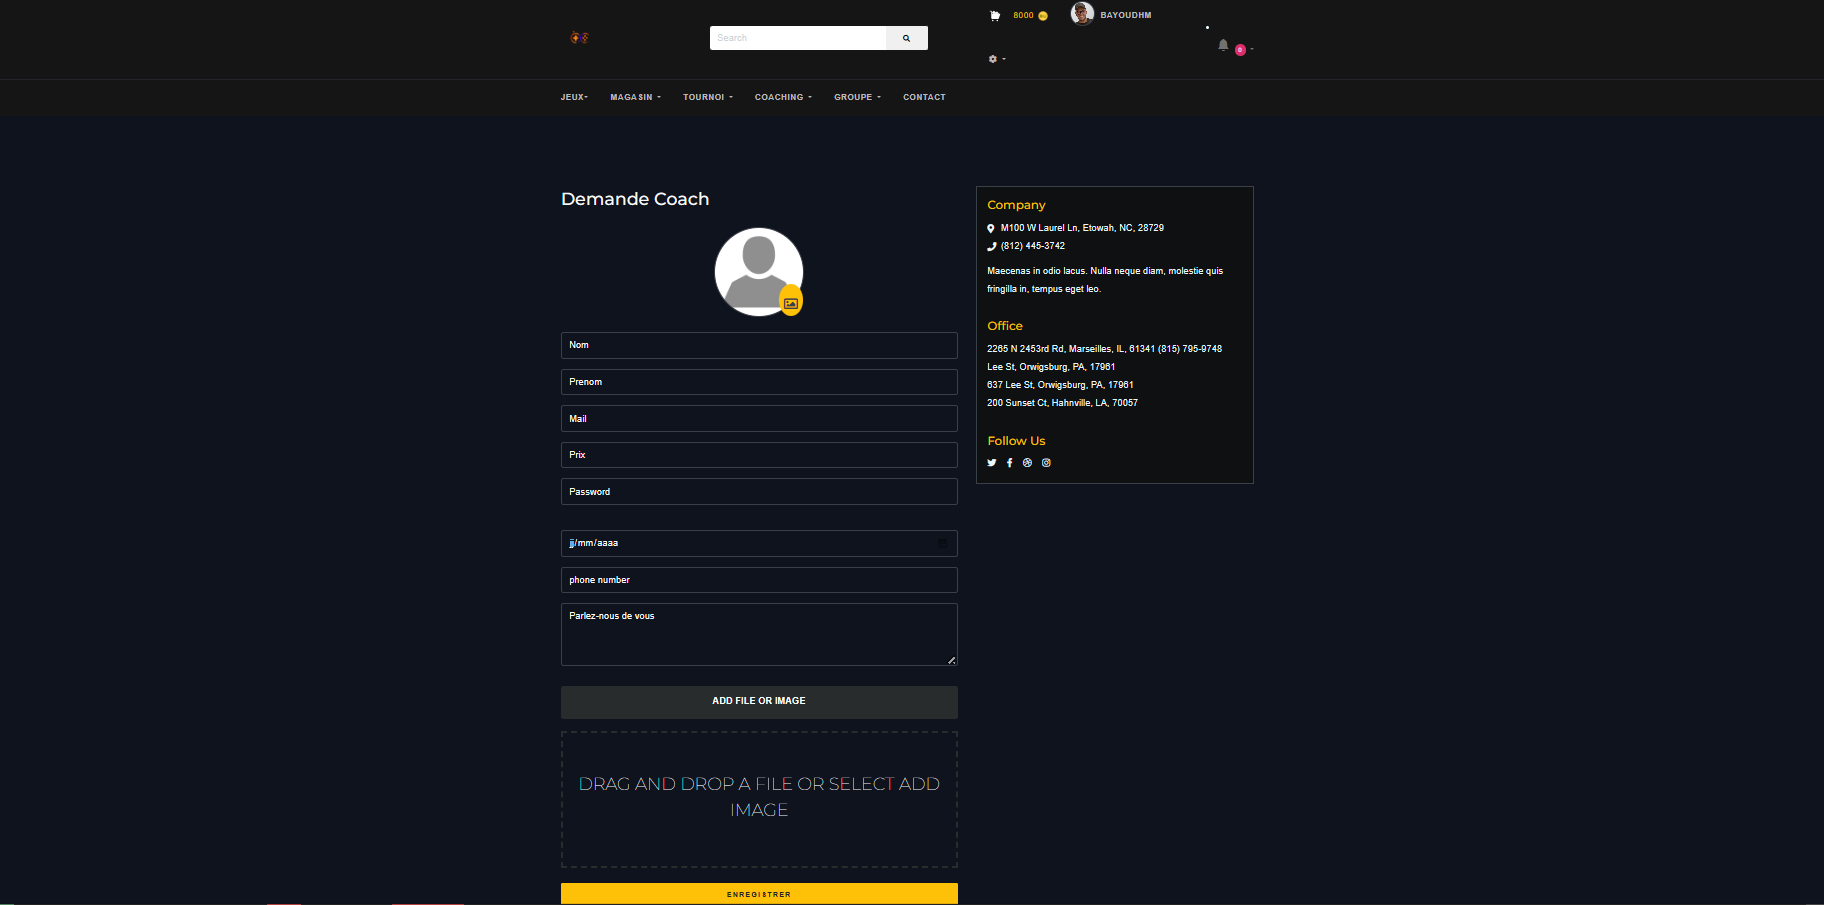 Search
8000
BAYOUDHM
0
JEUX
MAGASIN
TOURNOI
COACHING
GROUPE
CONTACT
Demande Coach
Nom
Prenom
Mail
Prix
Password
jj/mm/aaaa
phone number
Parlez-nous de vous
ADD FILE OR IMAGE
DRAG AND DROP A FILE OR SELECT ADD
IMAGE
ENREGISTRER
Company
M100 W Laurel Ln, Etowah, NC, 28729
(812) 445-3742
Maecenas in odio lacus. Nulla neque diam, molestie quis
fringilla in, tempus eget leo.
Office
2265 N 2453rd Rd, Marseilles, IL, 61341 (815) 795-9748
Lee St, Orwigsburg, PA, 17961
637 Lee St, Orwigsburg, PA, 17961
200 Sunset Ct, Hahnville, LA, 70057
Follow Us